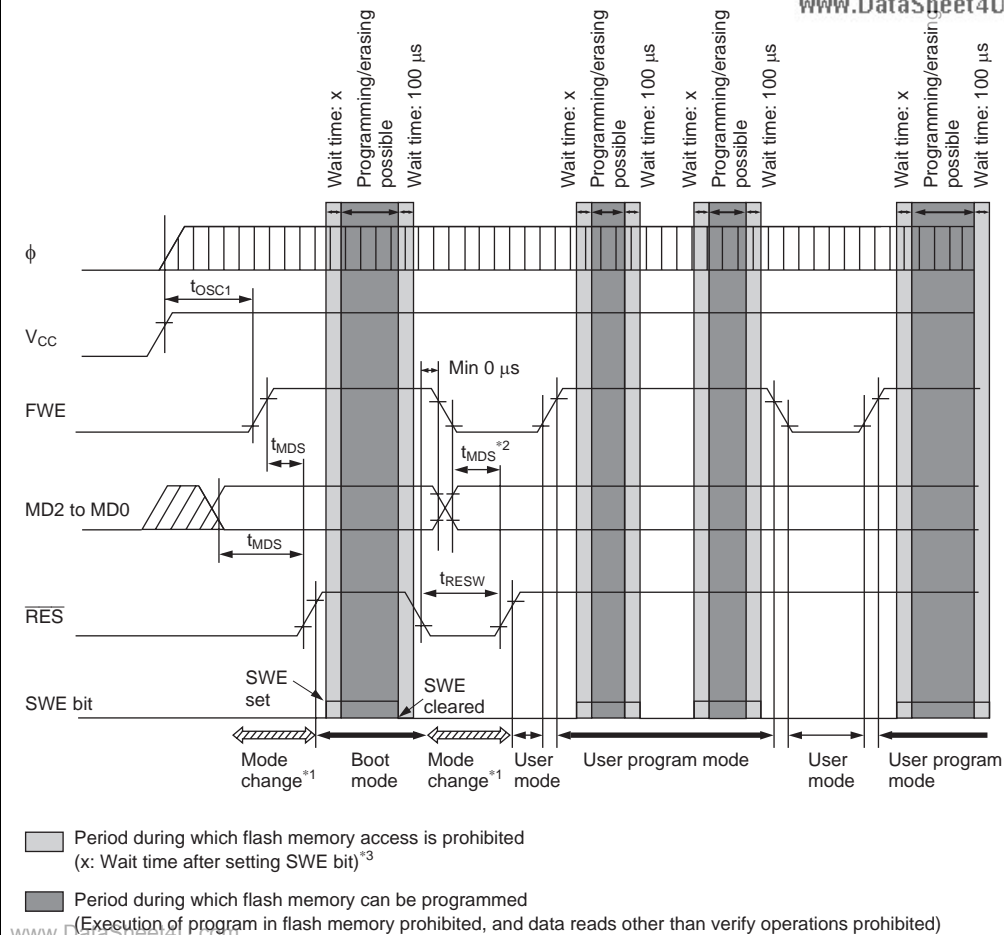 www.DataSheet4U
Wait time: x
Programming/erasing
possible
Wait time: 100 μs
Wait time: x
Programming/erasing
possible
Wait time: 100 μs
Wait time: x
Programming/erasing
possible
Wait time: 100 μs
Wait time: x
Programming/erasing
possible
Wait time: 100 μs
ϕ
tOSC1
VCC
Min 0 μs
FWE
tMDS
tMDS*2
MD2 to MD0
tMDS
tRESW
RES
SWE
set
SWE
cleared
SWE bit
Mode
change*1
Boot
mode
Mode
change*1
User
mode
User program mode
User
mode
User program
mode
Period during which flash memory access is prohibited
(x: Wait time after setting SWE bit)*3
Period during which flash memory can be programmed
(Execution of program in flash memory prohibited, and data reads other than verify operations prohibited)
www.DataSheet4U.com